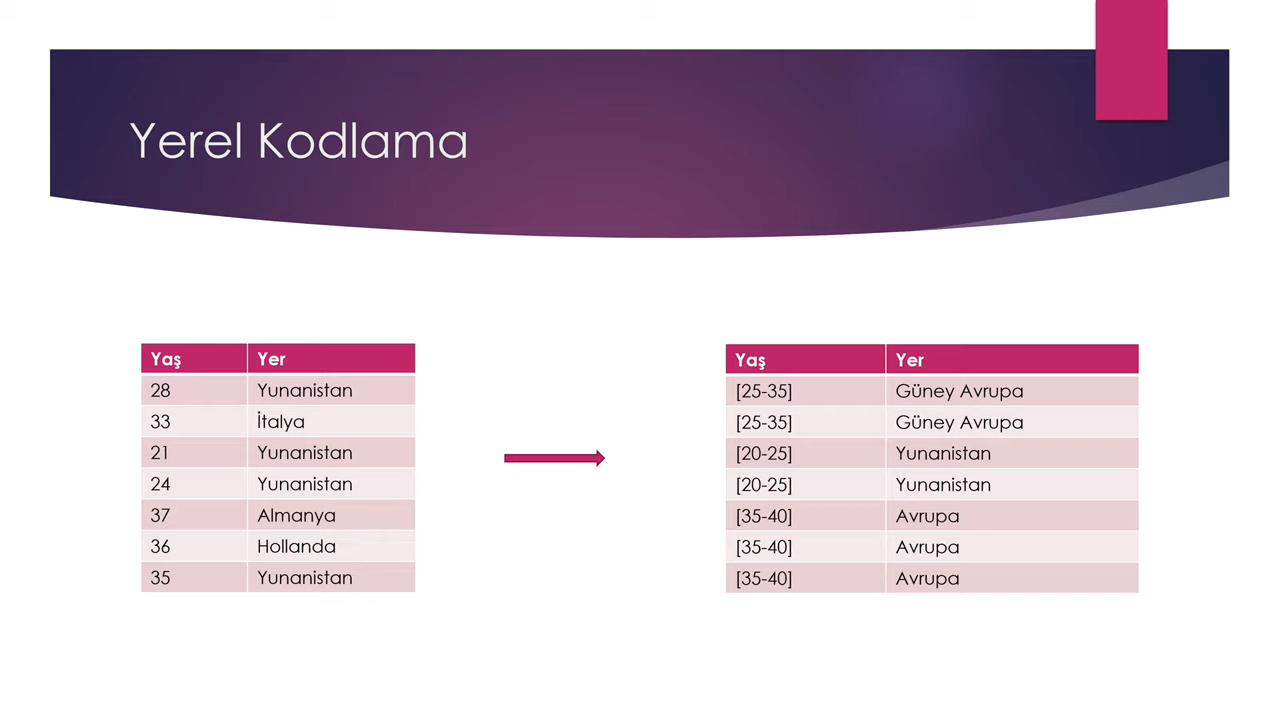 Yerel Kodlama
Yaş Yer
28 Yunanistan
33 İtalya
21 Yunanistan
24 Yunanistan
37 Almanya
36 Hollanda
35 Yunanistan
Yaş Yer
[25-35] Güney Avrupa
[25-35] Güney Avrupa
[20-25] Yunanistan
[20-25] Yunanistan
[35-40] Avrupa
[35-40] Avrupa
[35-40] Avrupa